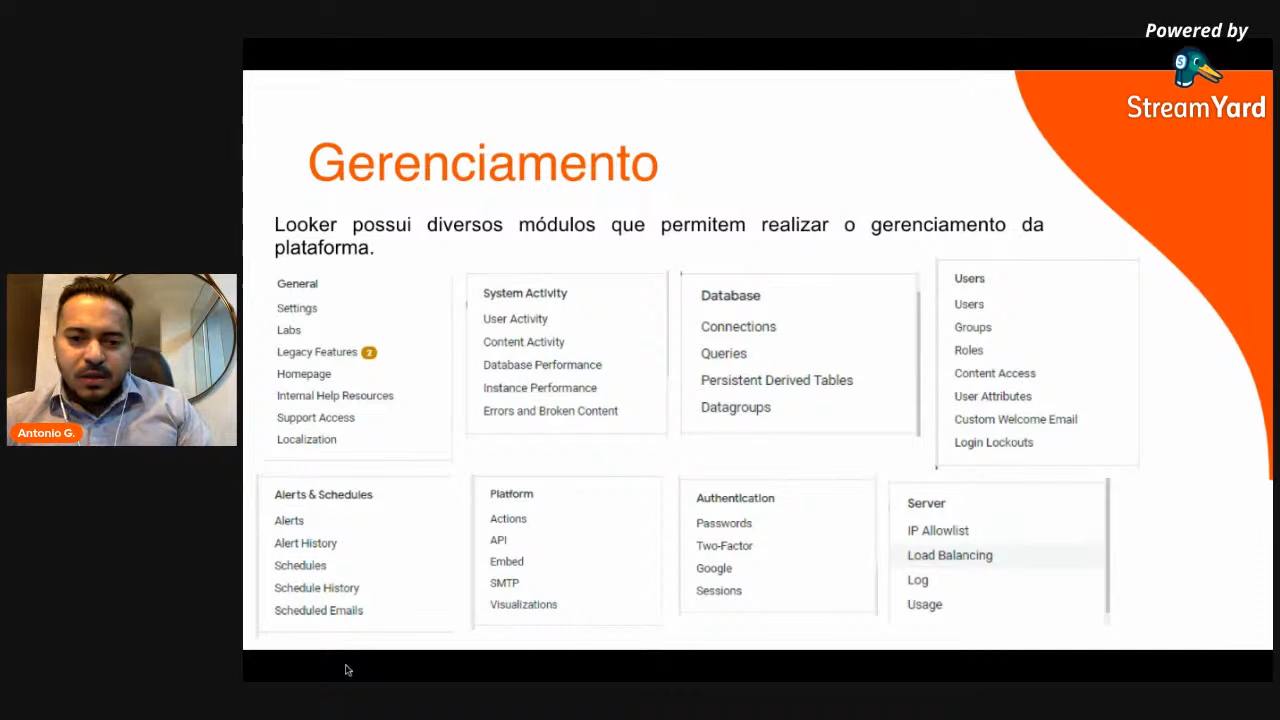 Powered by
StreamYard
Gerenciamento
Looker possui diversos módulos que permitem realizar o gerenciamento da
plataforma.
General
Settings
Labs
Legacy Features 2
Homepage
Internal Help Resources
Support Access
Localization
System Activity
User Activity
Content Activity
Database Performance
Instance Performance
Errors and Broken Content
Database
Connections
Queries
Persistent Derived Tables
Datagroups
Users
Users
Groups
Roles
Content Access
User Attributes
Custom Welcome Email
Login Lockouts
Antonio G.
Alerts & Schedules
Alerts
Alert History
Schedules
Schedule History
Scheduled Emails
Platform
Actions
API
Embed
SMTP
Visualizations
Authentication
Passwords
Two-Factor
Google
Sessions
Server
IP Allowlist
Load Balancing
Log
Usage